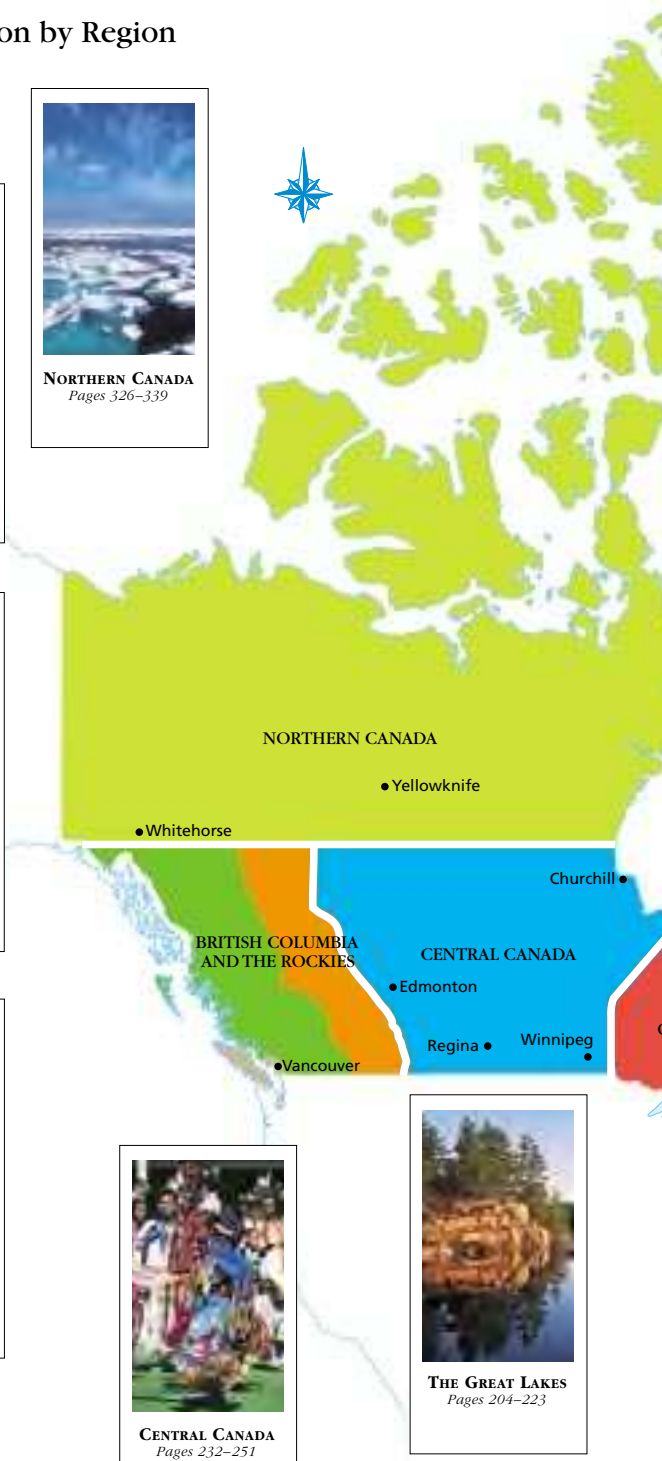 on by Region
NORTHERN CANADA
Pages 326–339
NORTHERN CANADA
Yellowknife
Whitehorse
Churchill
BRITISH COLUMBIA
AND THE ROCKIES
CENTRAL CANADA
Edmonton
Regina
Winnipeg
Vancouver
THE GREAT LAKES
Pages 204–223
CENTRAL CANADA
Pages 232–251